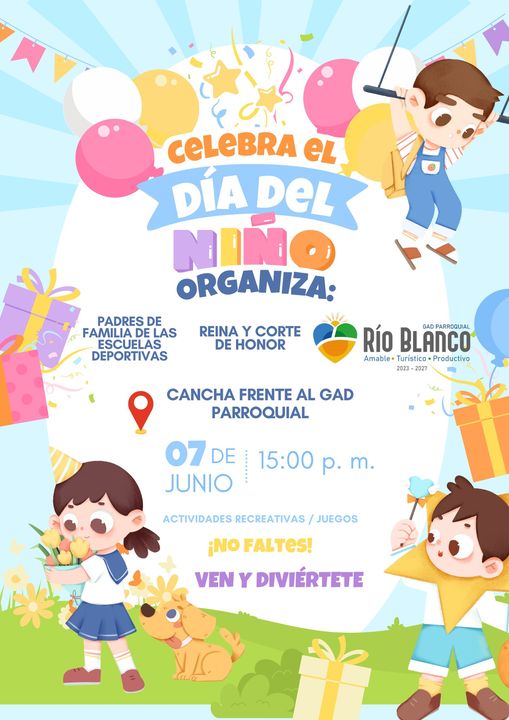 CELEBRA EL
DÍA DEL
NIÑO
ORGANIZA:
PADRES DE
FAMILIA DE LAS
ESCUELAS
DEPORTIVAS
REINA Y CORTE
DE HONOR
GAD PARROQUIAL
RÍO BLANCO
Amable • Turístico • Productivo
2023 - 2027
CANCHA FRENTE AL GAD
PARROQUIAL
07 DE
JUNIO
15:00 p. m.
ACTIVIDADES RECREATIVAS / JUEGOS
¡NO FALTES!
VEN Y DIVIÉRTETE